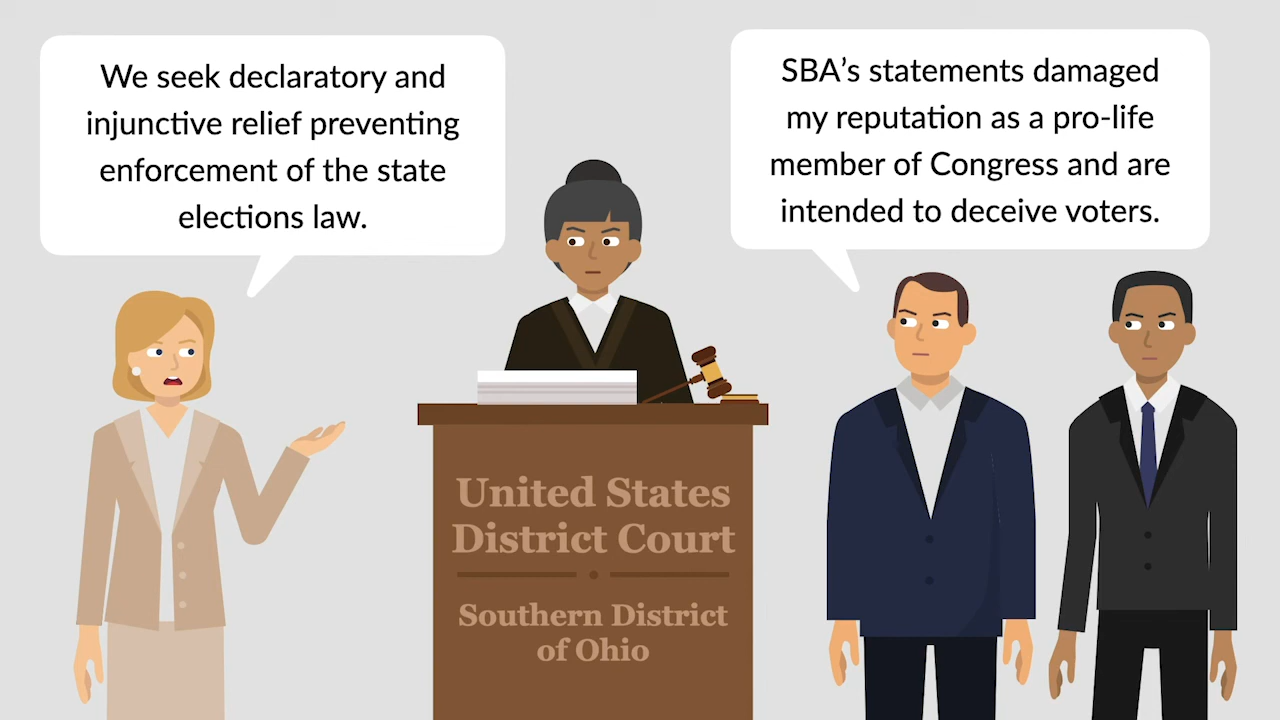 We seek declaratory and
injunctive relief preventing
enforcement of the state
elections law.
SBA’s statements damaged
my reputation as a pro-life
member of Congress and are
intended to deceive voters.
United States
District Court
Southern District
of Ohio